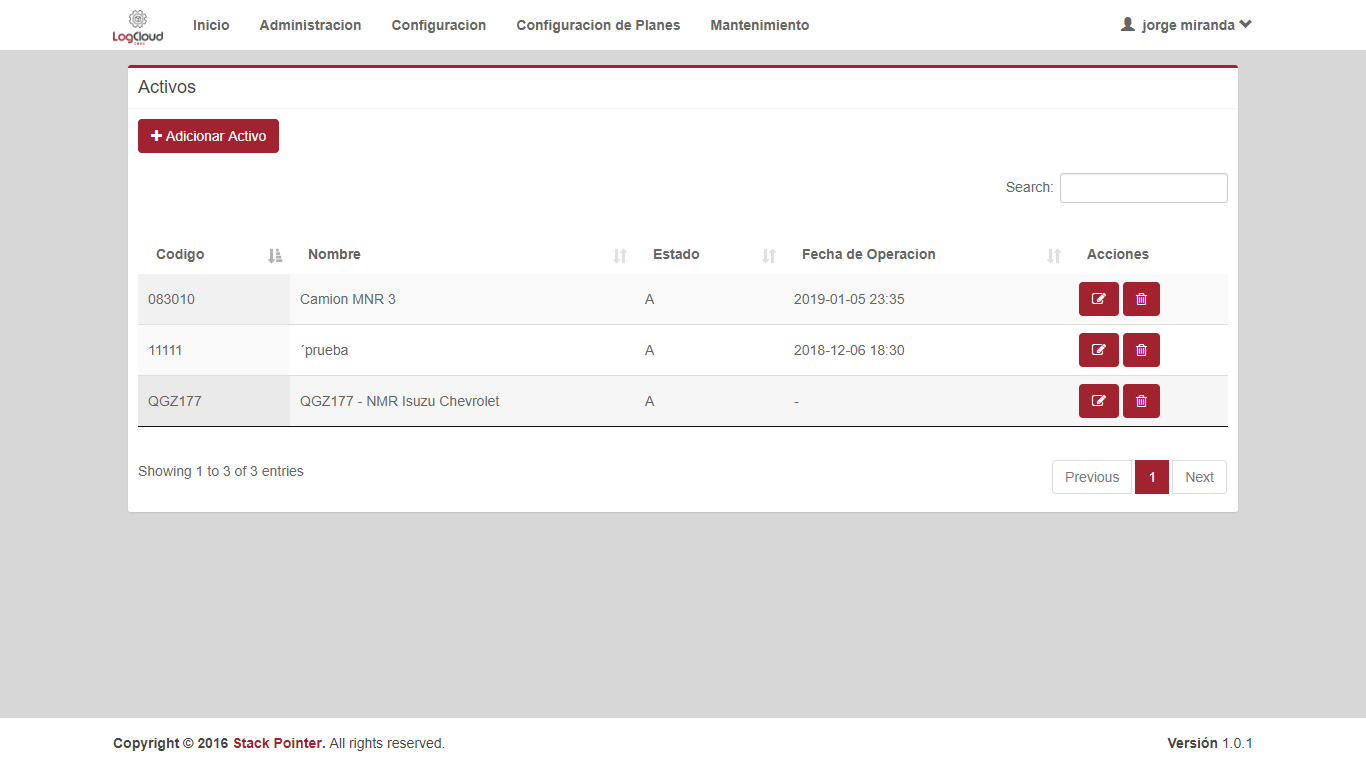 LogCloud Inicio Administracion Configuracion Configuracion de Planes Mantenimiento jorge miranda
Activos
Adicionar Activo
Search:
Codigo Nombre Estado Fecha de Operacion Acciones
083010 Camion MNR 3 A 2019-01-05 23:35
11111 ´prueba A 2018-12-06 18:30
QGZ177 QGZ177 - NMR Isuzu Chevrolet A -
Showing 1 to 3 of 3 entries Previous 1 Next
Copyright © 2016 Stack Pointer. All rights reserved. Versión 1.0.1